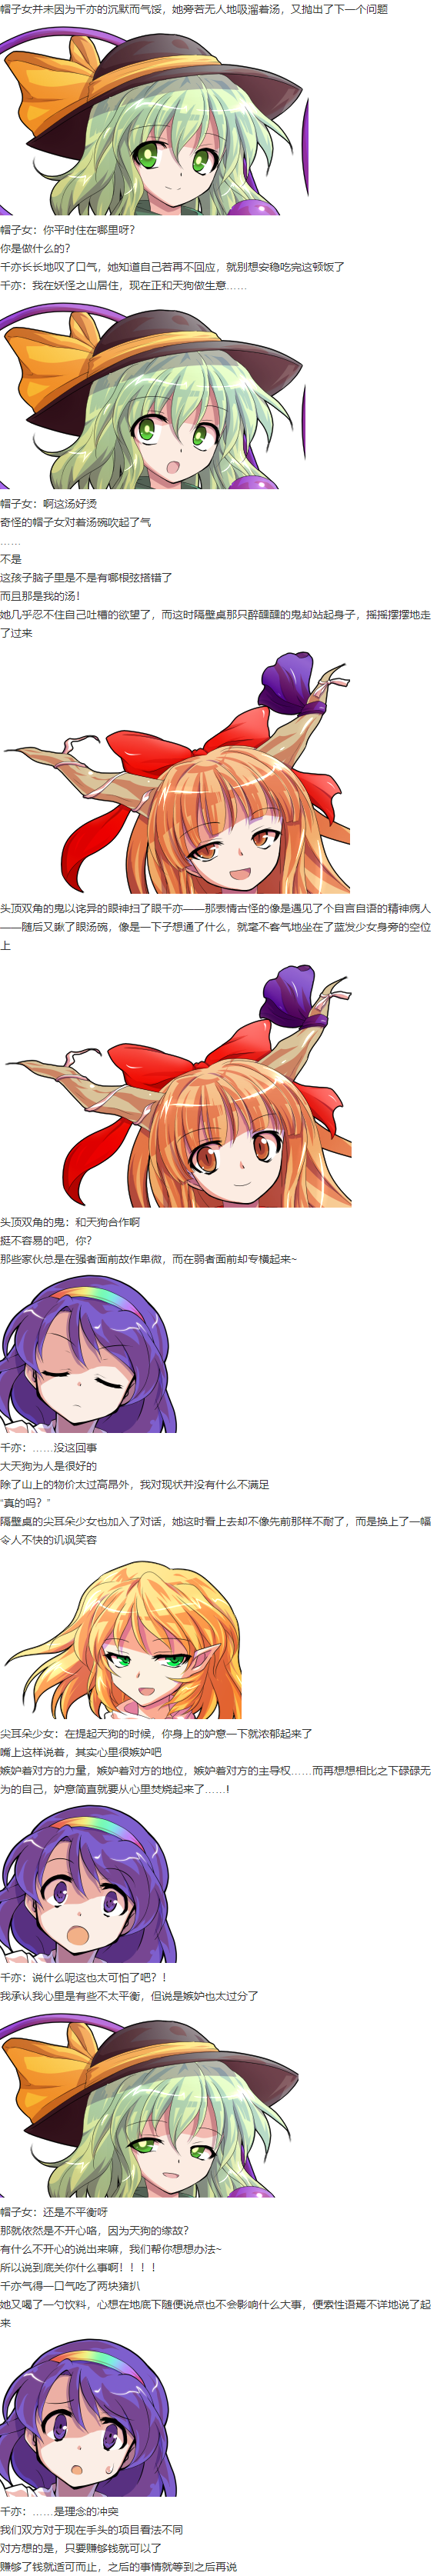 帽子女并未因为千亦的沉默而气馁，她旁若无人地吸溜着汤，又抛出了下一个问题
帽子女：你平时住在哪里呀？
你是做什么的？
千亦长长地叹了口气，她知道自己若再不回应，就别想安稳吃完这顿饭了
千亦：我在妖怪之山居住，现在正和天狗做生意……
帽子女：啊这汤好烫
奇怪的帽子女对着汤碗吹起了气
……
不是
这孩子脑子里是不是有哪根弦搭错了
而且那是我的汤！
她几乎忍不住自己吐槽的欲望了，而这时隔壁桌那只醉醺醺的鬼却站起身子，摇摇摆摆地走
了过来
头顶双角的鬼以诧异的眼神扫了眼千亦——那表情古怪的像是遇见了个自言自语的精神病人
——随后又瞅了眼汤碗，像是一下子想通了什么，就毫不客气地坐在了蓝发少女身旁的空位
上
头顶双角的鬼：和天狗合作啊
挺不容易的吧，你？
那些家伙总是在强者面前故作卑微，而在弱者面前却专横起来~
千亦：……没这回事
大天狗为人是很好的
除了山上的物价太过高昂外，我对现状并没有什么不满足
“真的吗？”
隔壁桌的尖耳朵少女也加入了对话，她这时看上去却不像先前那样不耐了，而是换上了一幅
令人不快的讥讽笑容
尖耳朵少女：在提起天狗的时候，你身上的妒意一下就浓郁起来了
嘴上这样说着，其实心里很嫉妒吧
嫉妒着对方的力量，嫉妒着对方的地位，嫉妒着对方的主导权……而再想想相比之下碌碌无
为的自己，妒意简直就要从心里焚烧起来了……!
千亦：说什么呢这也太可怕了吧？！
我承认我心里是有些不太平衡，但说是嫉妒也太过分了
帽子女：还是不平衡呀
那就依然是不开心咯，因为天狗的缘故？
有什么不开心的说出来嘛，我们帮你想想办法~
所以说到底关你什么事啊！！！！
千亦气得一口气吃了两块猪扒
她又喝了一勺饮料，心想在地底下随便说点也不会影响什么大事，便索性语焉不详地说了起
来
千亦：……是理念的冲突
我们双方对于现在手头的项目看法不同
对方想的是，只要赚够钱就可以了
赚够了钱就适可而止，之后的事情就等到之后再说